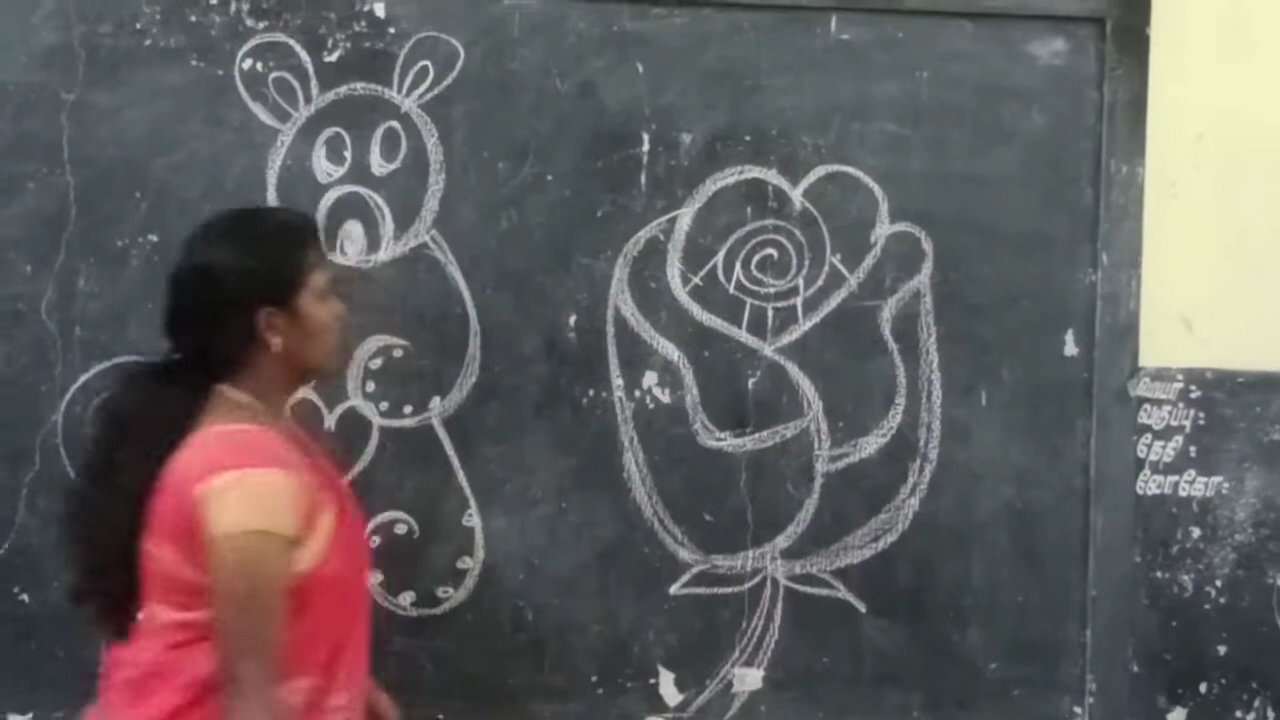 பெயர் :-
வகுப்பு :-
தேதி :-